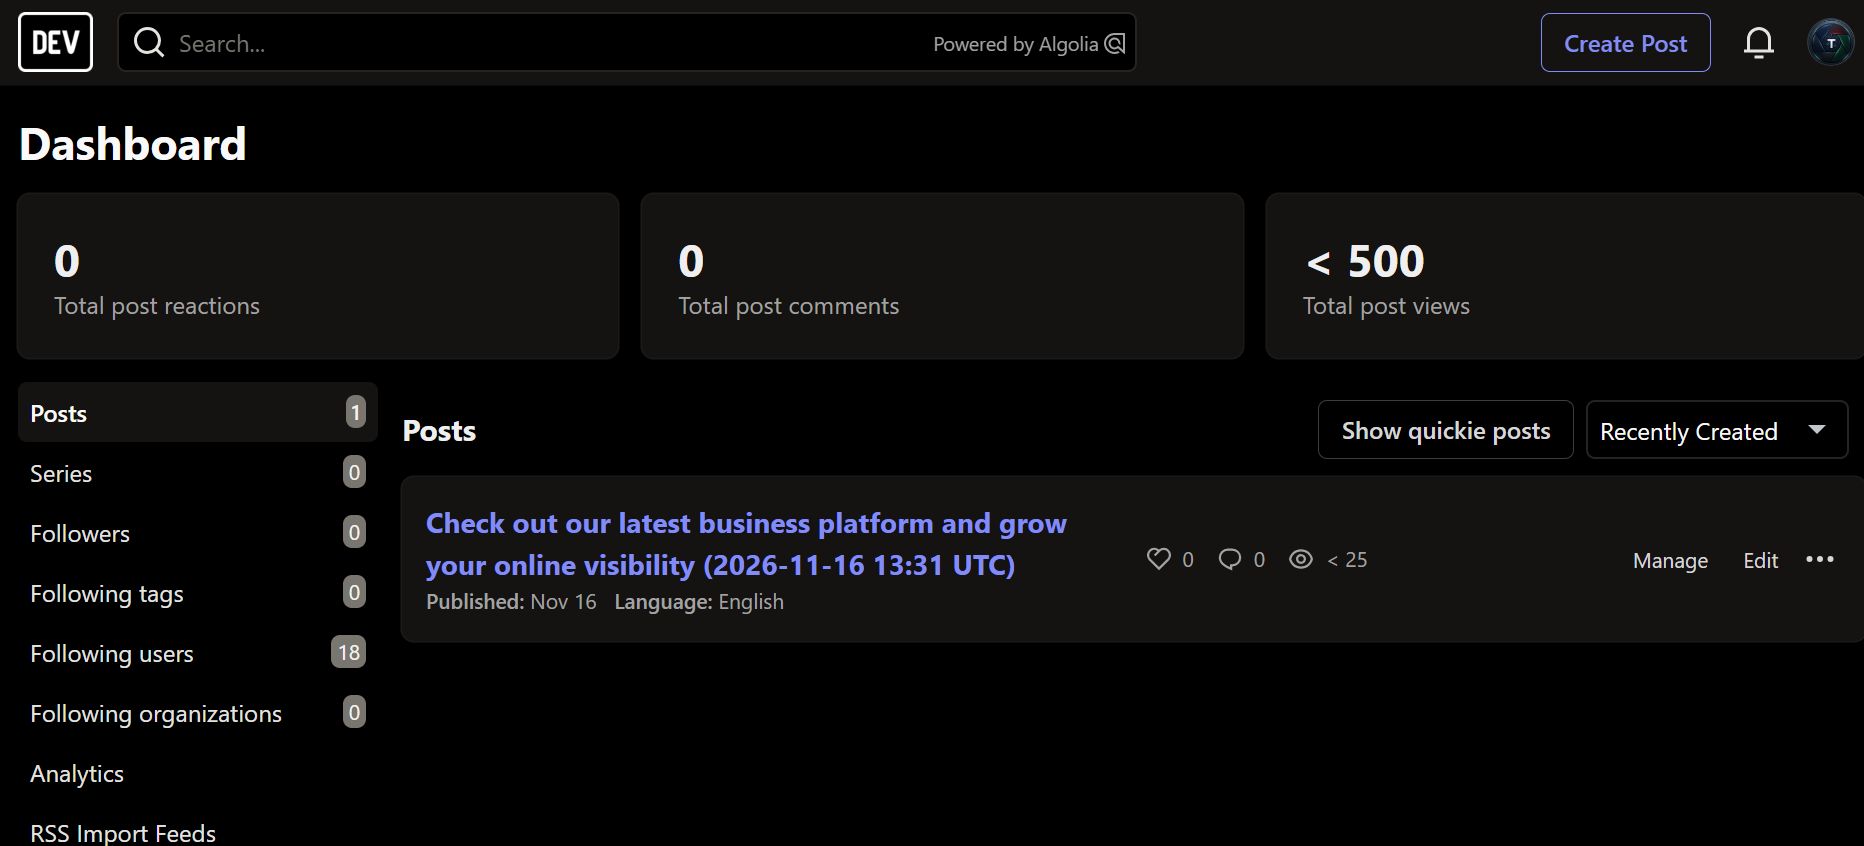 DEV
Search...
Powered by Algolia
Create Post
T
Dashboard
0
Total post reactions
0
Total post comments
< 500
Total post views
Posts 1
Series 0
Followers 0
Following tags 0
Following users 18
Following organizations 0
Analytics
RSS Import Feeds
Posts
Show quickie posts
Recently Created
Check out our latest business platform and grow
your online visibility (2026-11-16 13:31 UTC)
Published: Nov 16 Language: English
0 0 < 25
Manage Edit